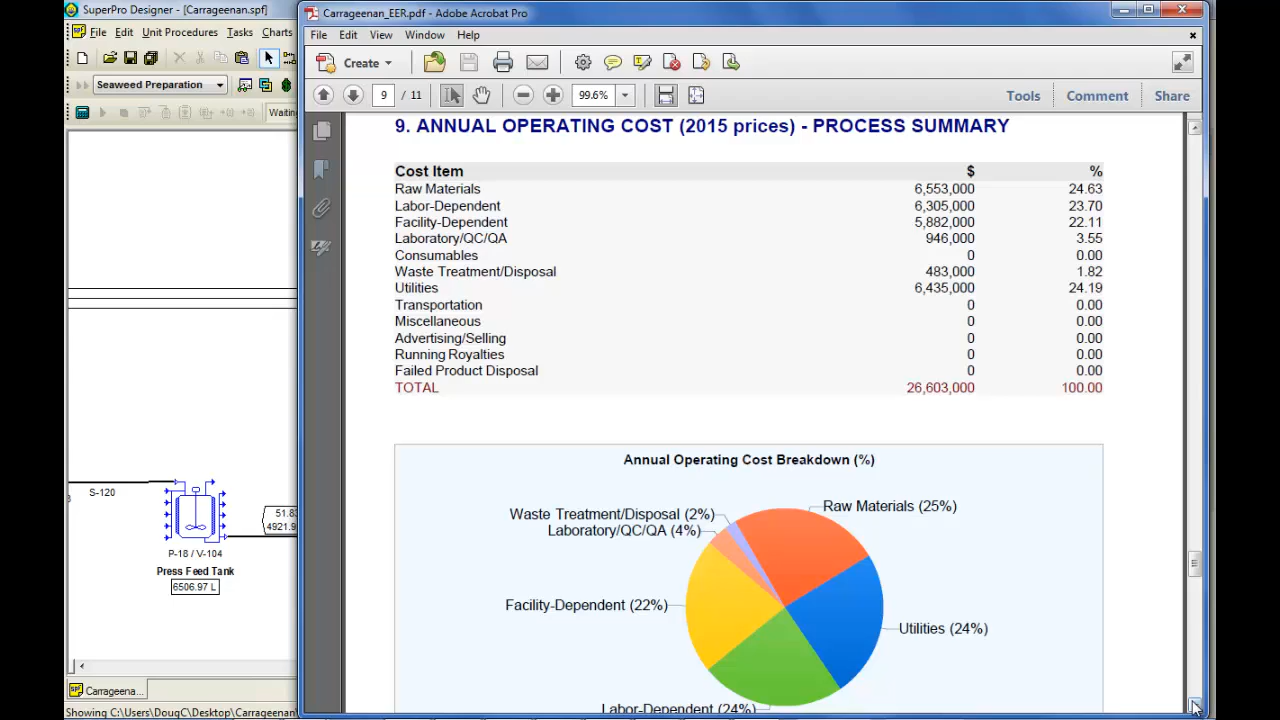 SuperPro Designer - [Carrageenan.spf]
File Edit Unit Procedures Tasks Charts
Seaweed Preparation
Waiting
S-120
51.83
4921.9
P-18 / V-104
Press Feed Tank
6506.97 L
Carrageena...
Showing C:\Users\DougC\Desktop\Carrageenan\
Carrageenan_EER.pdf - Adobe Acrobat Pro
File Edit View Window Help
Create
9 / 11 99.6% Tools Comment Share
9. ANNUAL OPERATING COST (2015 prices) - PROCESS SUMMARY
Cost Item $ %
Raw Materials 6,553,000 24.63
Labor-Dependent 6,305,000 23.70
Facility-Dependent 5,882,000 22.11
Laboratory/QC/QA 946,000 3.55
Consumables 0 0.00
Waste Treatment/Disposal 483,000 1.82
Utilities 6,435,000 24.19
Transportation 0 0.00
Miscellaneous 0 0.00
Advertising/Selling 0 0.00
Running Royalties 0 0.00
Failed Product Disposal 0 0.00
TOTAL 26,603,000 100.00
Annual Operating Cost Breakdown (%)
Raw Materials (25%)
Waste Treatment/Disposal (2%)
Laboratory/QC/QA (4%)
Facility-Dependent (22%)
Utilities (24%)
Labor-Dependent (24%)